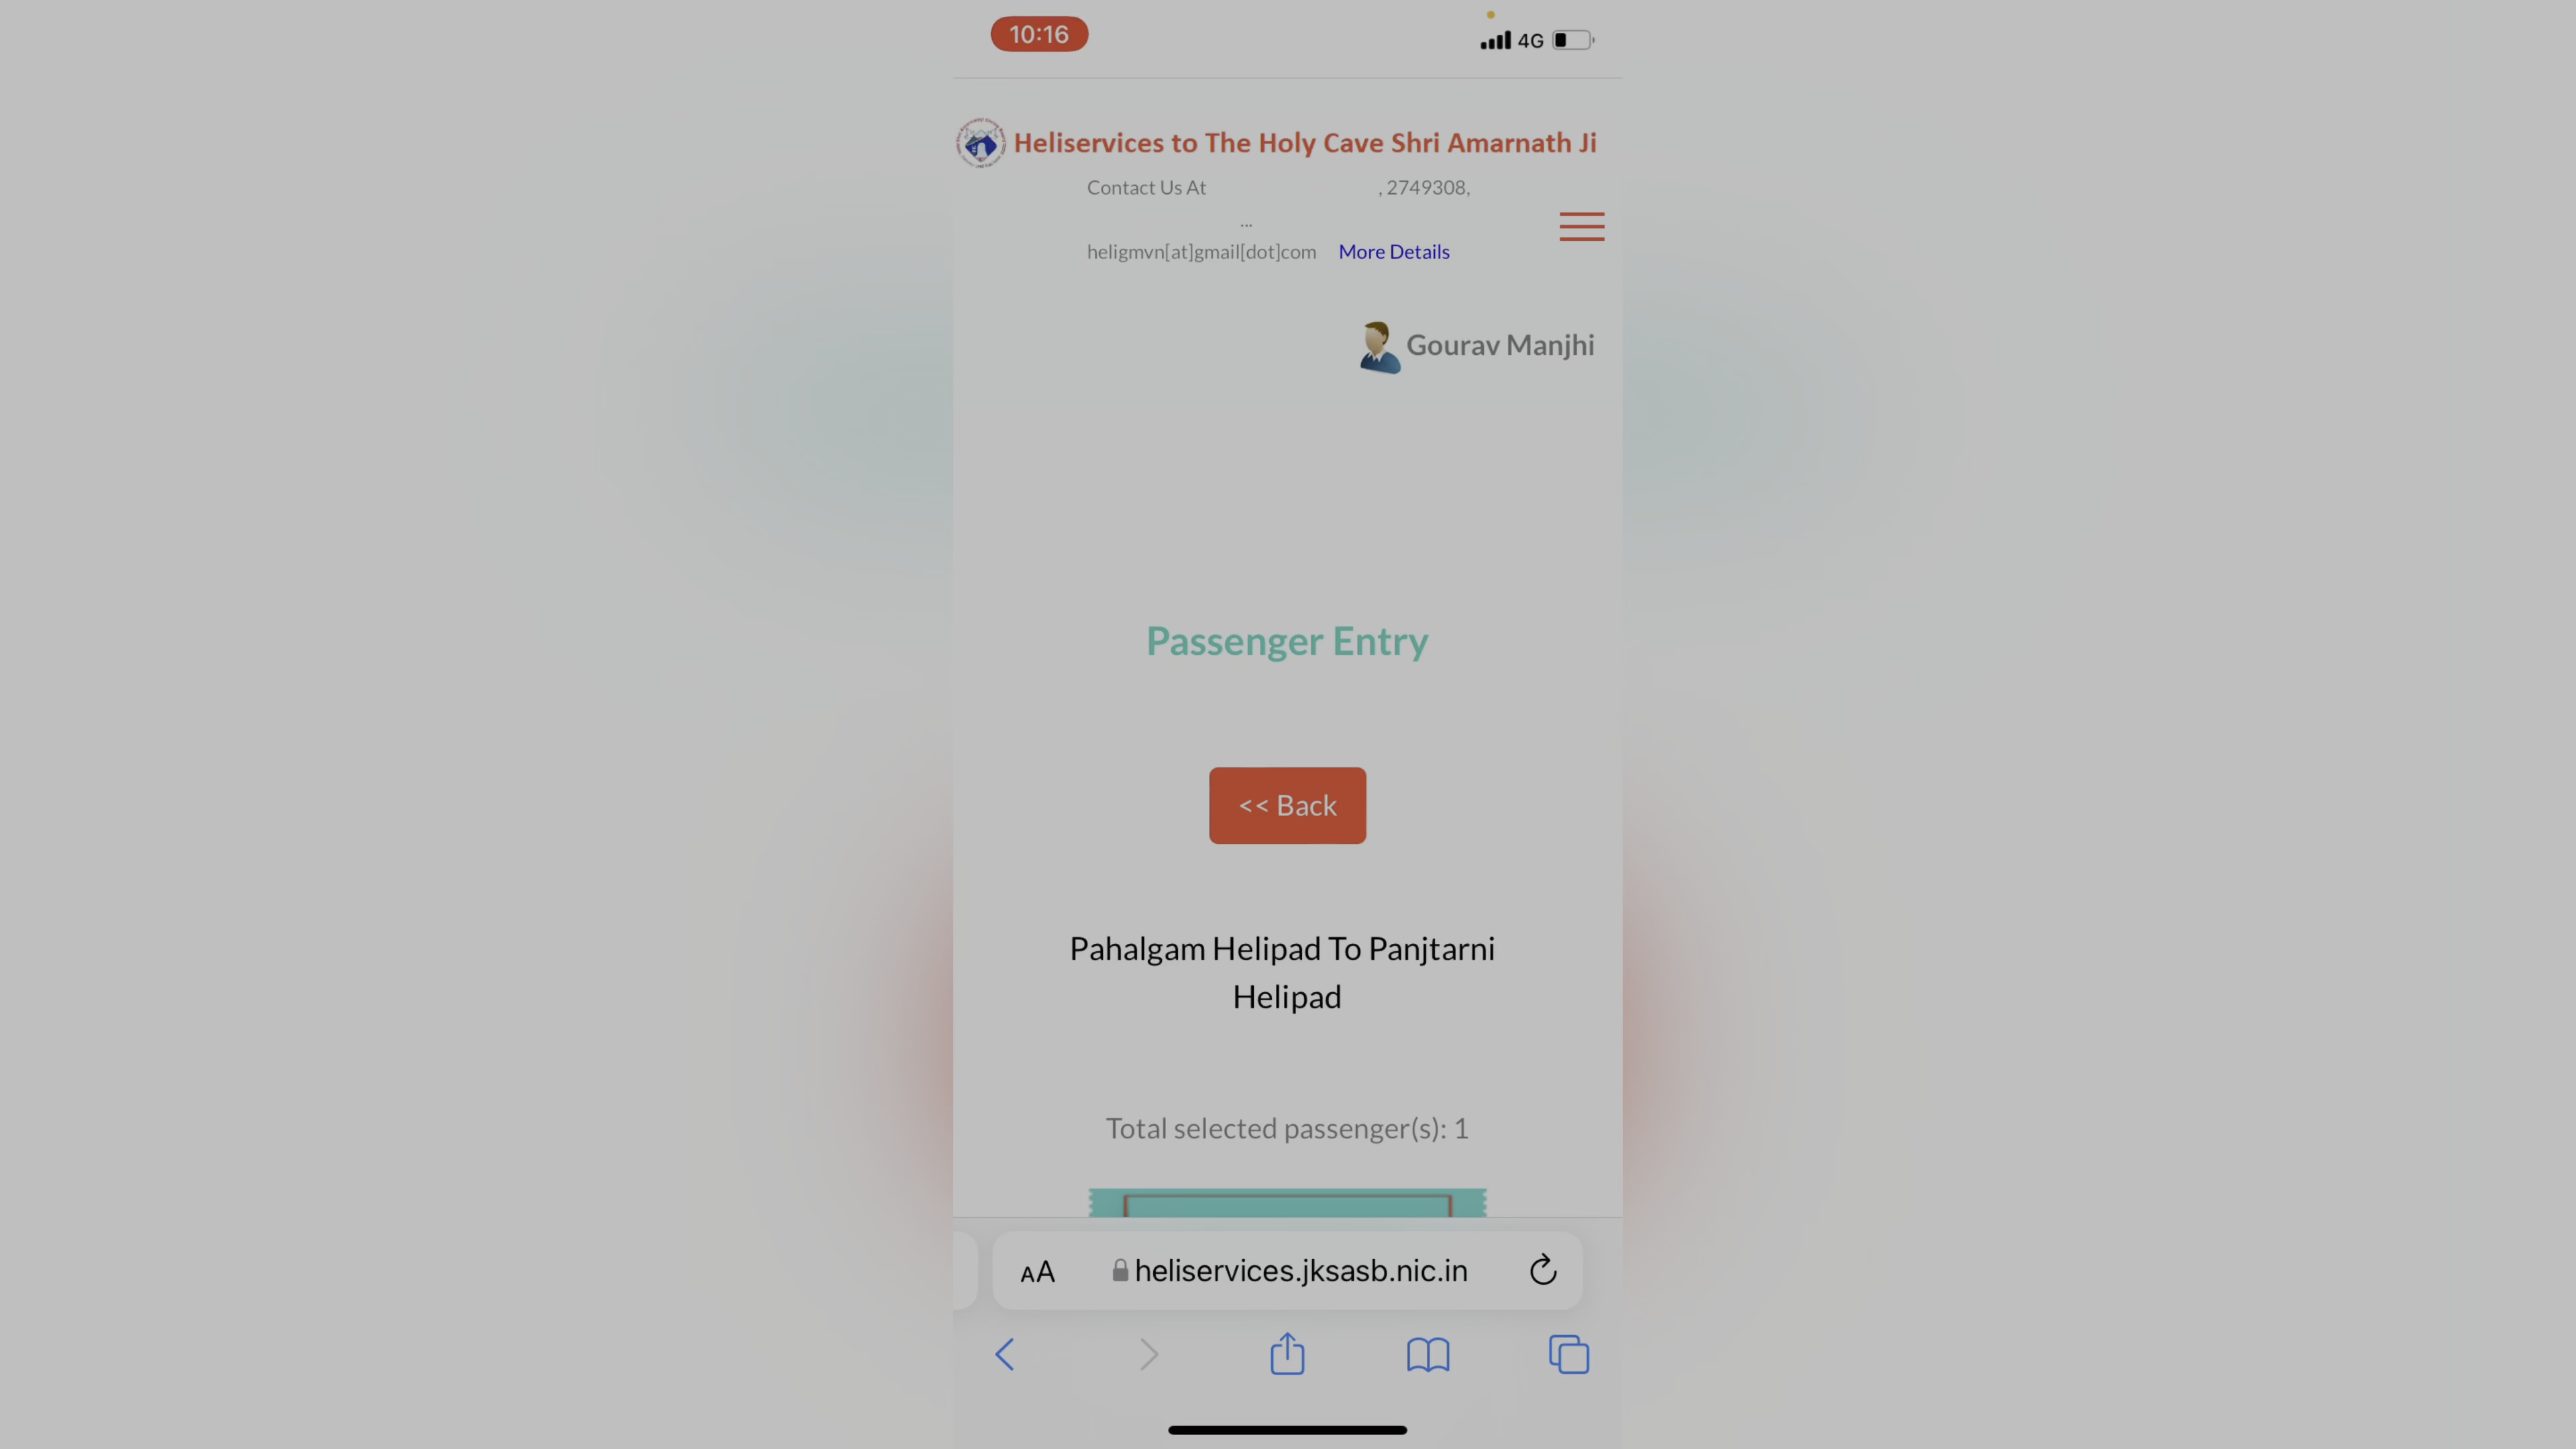 10:16
4G
Heliservices to The Holy Cave Shri Amarnath Ji
Contact Us At , 2749308,
...
heligmvn[at]gmail[dot]com More Details
Gourav Manjhi
Passenger Entry
<< Back
Pahalgam Helipad To Panjtarni
Helipad
Total selected passenger(s): 1
AA heliservices.jksasb.nic.in